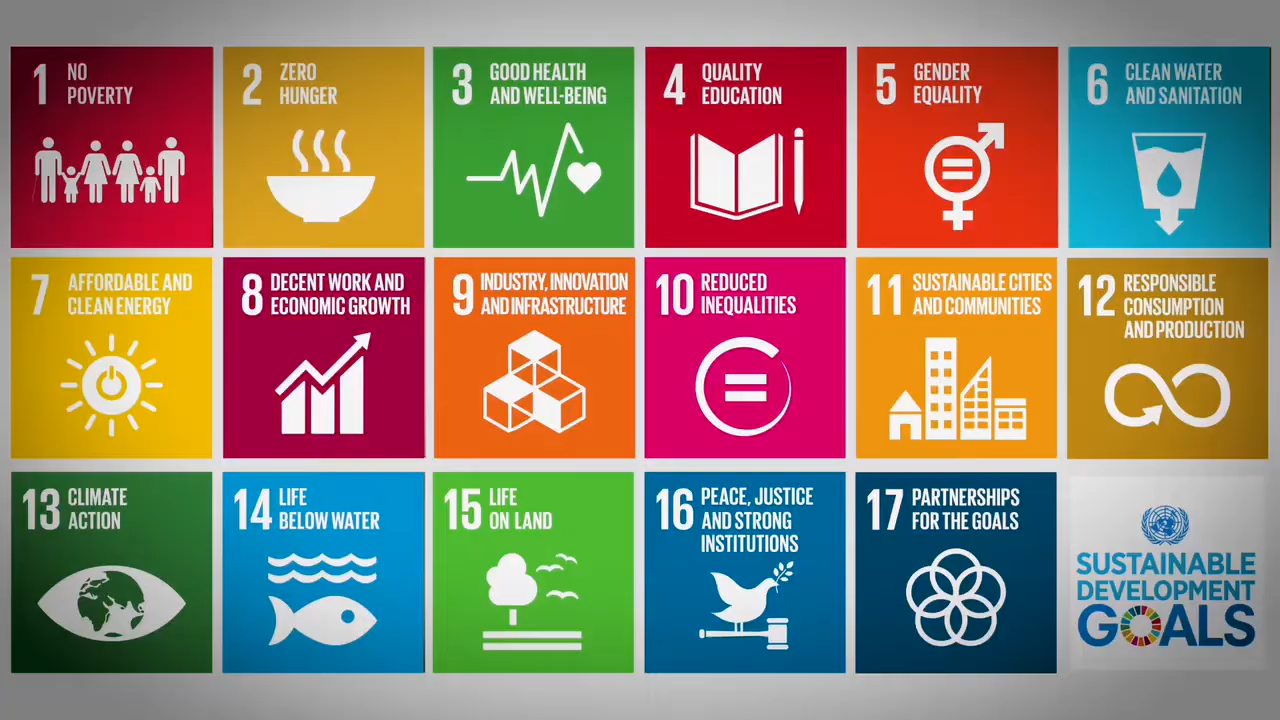 1 NO
POVERTY
2 ZERO
HUNGER
3 GOOD HEALTH
AND WELL-BEING
4 QUALITY
EDUCATION
5 GENDER
EQUALITY
6 CLEAN WATER
AND SANITATION
7 AFFORDABLE AND
CLEAN ENERGY
8 DECENT WORK AND
ECONOMIC GROWTH
9 INDUSTRY, INNOVATION
AND INFRASTRUCTURE
10 REDUCED
INEQUALITIES
11 SUSTAINABLE CITIES
AND COMMUNITIES
12 RESPONSIBLE
CONSUMPTION
AND PRODUCTION
13 CLIMATE
ACTION
14 LIFE
BELOW WATER
15 LIFE
ON LAND
16 PEACE, JUSTICE
AND STRONG
INSTITUTIONS
17 PARTNERSHIPS
FOR THE GOALS
SUSTAINABLE
DEVELOPMENT
GOALS